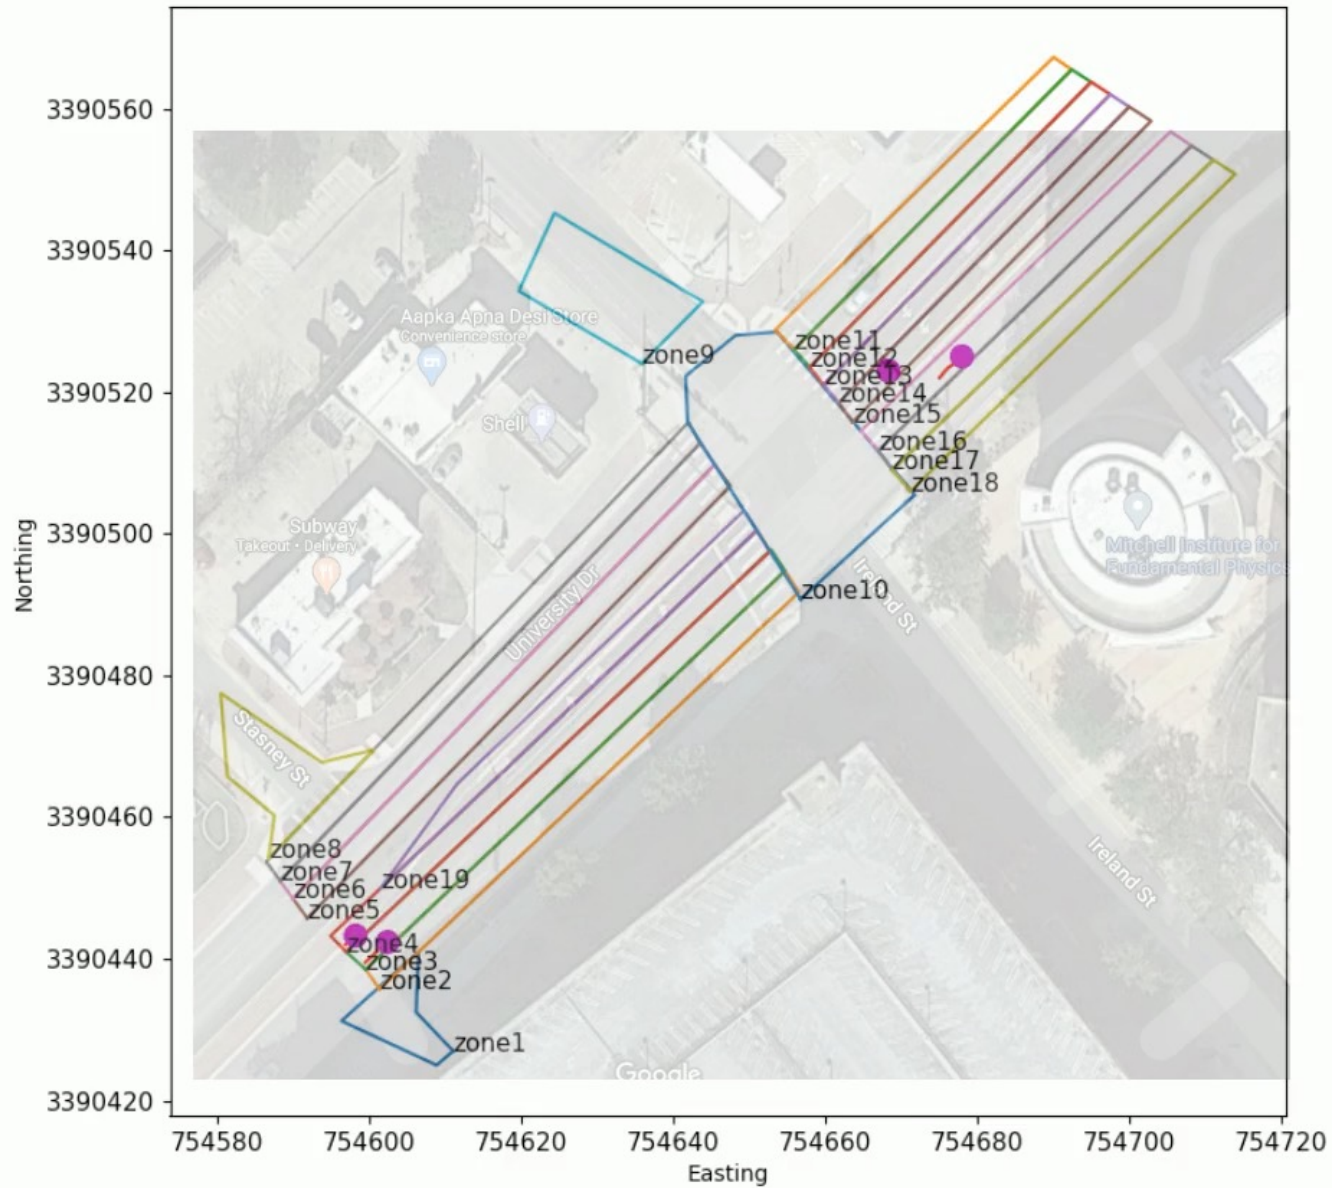 3390560
3390540
3390520
3390500
3390480
3390460
3390440
3390420
Northing
754580
754600
754620
754640
754660
754680
754700
754720
Easting
Aapka Apna Desi Store
Convenience store
Shell
Subway
Takeout • Delivery
University Dr
Stasney St
Ireland St
Ireland St
Mitchell Institute for
Fundamental Physics
Google
zone9
zone11
zone12
zone13
zone14
zone15
zone16
zone17
zone18
zone10
zone8
zone7
zone6
zone5
zone19
zone4
zone3
zone2
zone1